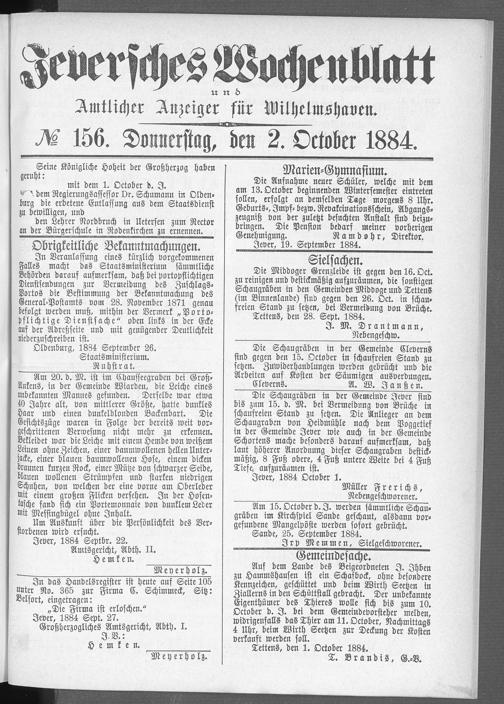 Jeversches Wochenblatt
und
Amtlicher Anzeiger für Wilhelmshaven.
№ 156. Donnerstag, den 2. October 1884.
Seine Königliche Hoheit der Großherzog haben
geruht:
mit dem 1. October d. J.
dem Regierungsassessor Dr. Schumann in Olden-
burg die erbetene Entlassung aus dem Staatsdienst
zu bewilligen, und
den Lehrer Nordbruch in Uetersen zum Rector
an der Bürgerschule in Rodenkirchen zu ernennen.
Obrigkeitliche Bekanntmachungen.
In Veranlassung eines kürzlich vorgekommenen
Falles macht das Staatsministerium sämmtliche
Behörden darauf aufmerksam, daß bei portopflichtigen
Dienstsendungen zur Vermeidung des Zuschlags-
Portos die Bestimmung der Bekanntmachung des
General-Postamts vom 28. November 1871 genau
befolgt werden muß, within der Vermerk „Porto-
pflichtige Dienstsache“ oben links in der Ecke
auf der Adreßseite und mit genügender Deutlichkeit
niederzuschreiben ist.
Oldenburg, 1884 September 26.
Staatsministerium.
Ruhstrat.
Am 20. d. M. ist im Chausseegraben bei Groß-
Aukens, in der Gemeinde Wiarden, die Leiche eines
unbekannten Mannes gefunden. Derselbe war etwa
40 Jahre alt, von mittlerer Größe, hatte dunkles
Haar und einen dunkelblonden Backenbart. Die
Gesichtszüge waren in Folge der bereits weit vor-
geschrittenen Verwesung nicht mehr zu erkennen.
Bekleidet war die Leiche mit einem Hemde von weißem
Leinen ohne Zeichen, einer baumwollenen hellen Unter-
jacke, einer blauen leinenen Hose, einem dicken
braunen kurzen Rock, einer Mütze von schwarzer Seide,
blauen wollenen Strümpfen und starken niedrigen
Schuhen, von welchen der eine vorne am Oberleder
mit einem großen Flicken versehen. In der Hosen-
tasche fand sich ein Portemonnaie von dunklem Leder
mit Messingbügel ohne Inhalt.
Um Auskunft über die Persönlichkeit des Ver-
storbenen wird ersucht.
Jever, 1884 Septbr. 22.
Amtsgericht, Abth. II.
Hemken.
Meyerholz.
In das Handelsregister ist heute auf Seite 105
unter No. 365 zur Firma C. Schimmeck, Sitz:
Belfort, eingetragen:
„Die Firma ist erloschen.“
Jever, 1884 Sept. 27.
Großherzogliches Amtsgericht, Abth. I.
J. V.:
Hemken.
Meyerholz.
Marien-Gymnasium.
Die Aufnahme neuer Schüler, welche mit dem
am 13. October beginnenden Wintersemester eintreten
sollen, erfolgt an demselben Tage morgens 8 Uhr.
Geburts-, Impf- bezw. Revaccinationsschein, Abgangs-
zeugniß von der zuletzt besuchten Anstalt sind beizu-
bringen. Die Pension bedarf meiner vorherigen
Genehmigung. Ramdohr, Director.
Jever, 19. September 1884.
Sielsachen.
Die Middoger Grenzleide ist gegen den 16. Oct.
zu reinigen und bestickmäßig aufzuräumen, die sonstigen
Schaugräben in den Gemeinden Middoge und Tettens
(im Binnenlande) sind gegen den 26. Oct. in schau-
freien Stand zu setzen, bei Vermeidung von Brüche.
Tettens, den 28. Sept. 1884.
J. M. Drantmann,
Nebengeschw.
Die Schaugräben in der Gemeinde Cleverns
sind gegen den 15. October in schaufreien Stand zu
setzen. Zuwiderhandlungen werden gebrücht und die
Arbeiten auf Kosten der Säumigen ausverdungen.
Cleverns. A. W. Janßen.
Die Schaugräben in der Gemeinde Jever sind
bis zum 15. d. M. bei Vermeidung von Brüche in
schaufreien Stand zu setzen. Die Anlieger an dem
Schaugraben von Heidmühle nach dem Voggetief
in der Gemeinde Jever wie auch in der Gemeinde
Schortens mache besonders darauf aufmerksam, daß
laut höherer Anordnung dieser Schaugraben bestick-
mäßig, 8 Fuß obere, 4 Fuß untere Weite bei 4 Fuß
Tiefe, aufzuräumen ist.
Jever, 1884 October 1.
Müller Frerichs,
Nebengeschworener.
Am 15. October d. J. werden sämmtliche Schau-
gräben im Kirchspiel Sande geschaut, alsdann vor-
gefundene Mangelpöste werden sofort gebrücht.
Sande, 25. September 1884.
Irp Memmen, Sielgeschworener.
Gemeindesache.
Auf dem Lande des Beigeordneten J. Ihben
zu Hammshausen ist ein Schafbock, ohne besondere
Kennzeichen, geschüttet und beim Wirth Seetzen in
Ziallerns in den Schüttstall gebracht. Der unbekannte
Eigenthümer des Thieres wolle sich bis zum 10.
October d. J. bei dem Gemeindevorsteher melden,
widrigenfalls das Thier am 11. October, Nachmittags
4 Uhr, beim Wirth Seetzen zur Deckung der Kosten
verkauft werden soll.
Tettens, den 1. October 1884.
T. Brandis, G.-V.